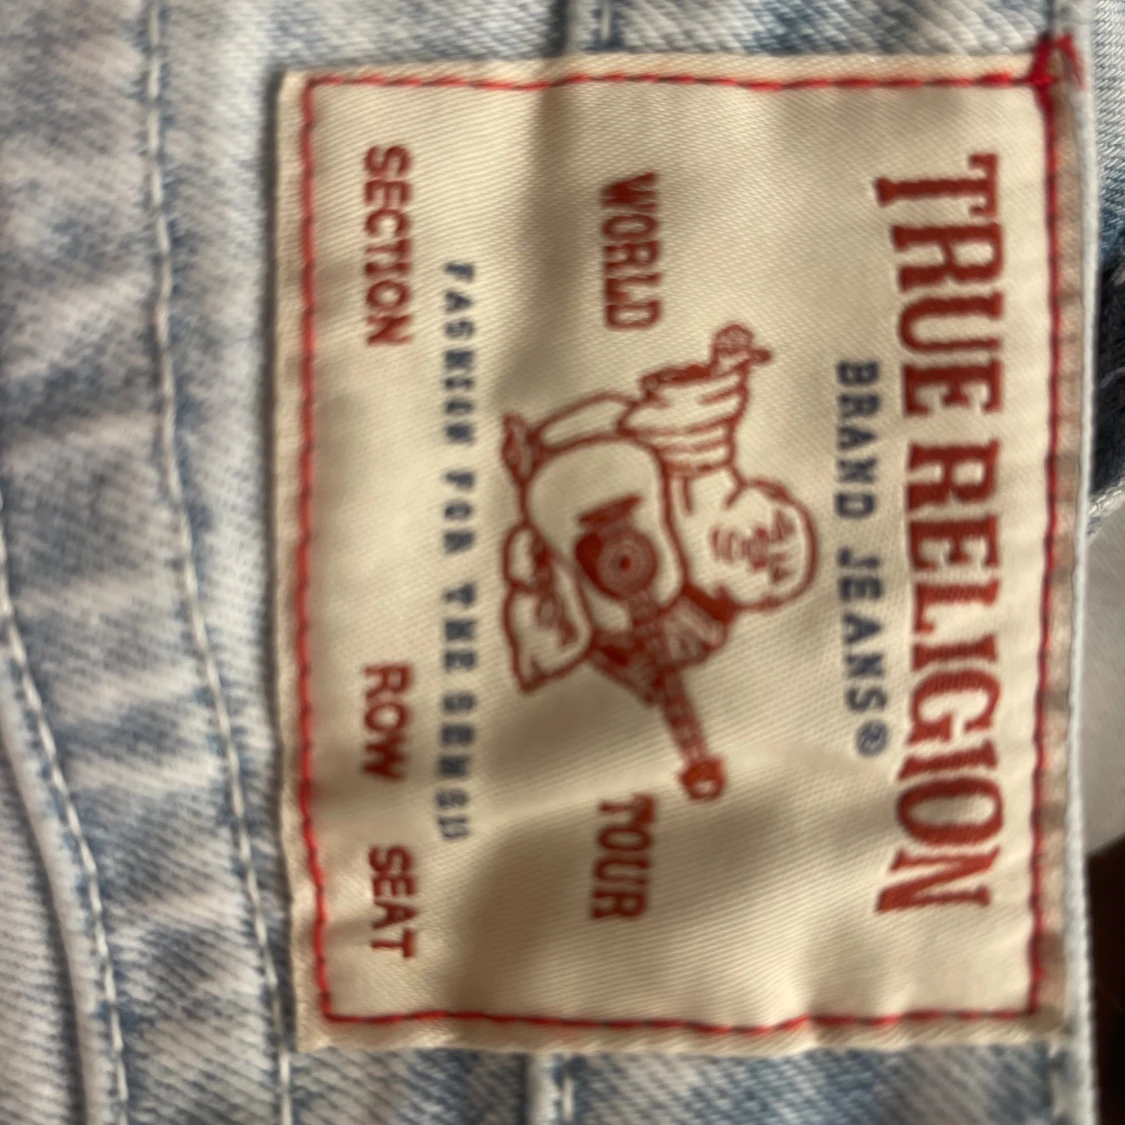 TRUE RELIGION
BRAND JEANS®
WORLD TOUR
FASHION FOR THE SENSES
SECTION ROW SEAT